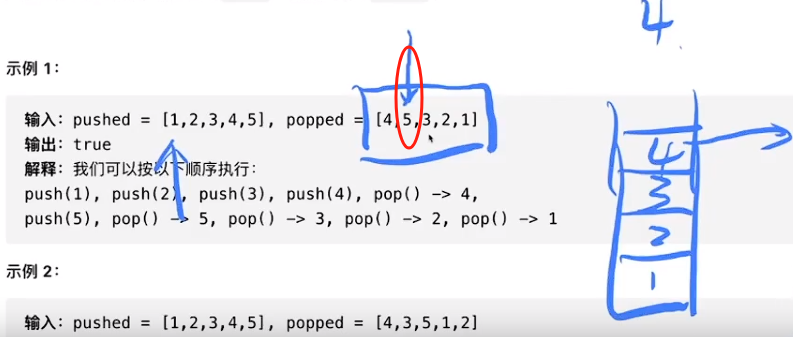 4
示例 1：
输入：pushed = [1,2,3,4,5], popped = [4,5,3,2,1]
输出：true
解释：我们可以按以下顺序执行：
push(1), push(2), push(3), push(4), pop() -> 4,
push(5), pop() -> 5, pop() -> 3, pop() -> 2, pop() -> 1
4
3
2
1
示例 2：
输入：pushed = [1,2,3,4,5], popped = [4,3,5,1,2]